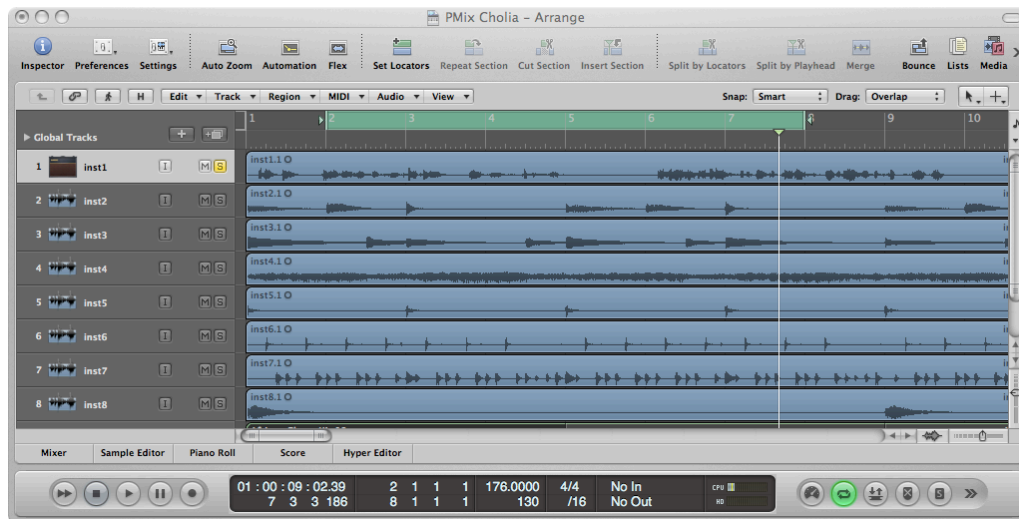 PMix Cholia – Arrange
Inspector Preferences Settings Auto Zoom Automation Flex Set Locators Repeat Section Cut Section Insert Section Split by Locators Split by Playhead Merge Bounce Lists Media
H Edit Track Region MIDI Audio View Snap: Smart Drag: Overlap
Global Tracks
1 2 3 4 5 6 7 8 9 10
1 inst1 I M S inst1.1
2 inst2 I M S inst2.1
3 inst3 I M S inst3.1
4 inst4 I M S inst4.1
5 inst5 I M S inst5.1
6 inst6 I M S inst6.1
7 inst7 I M S inst7.1
8 inst8 I M S inst8.1
Mixer Sample Editor Piano Roll Score Hyper Editor
01 : 00 : 09 : 02.39 2 1 1 1 176.0000 4/4 No In CPU
7 3 3 186 8 1 1 1 130 /16 No Out HD